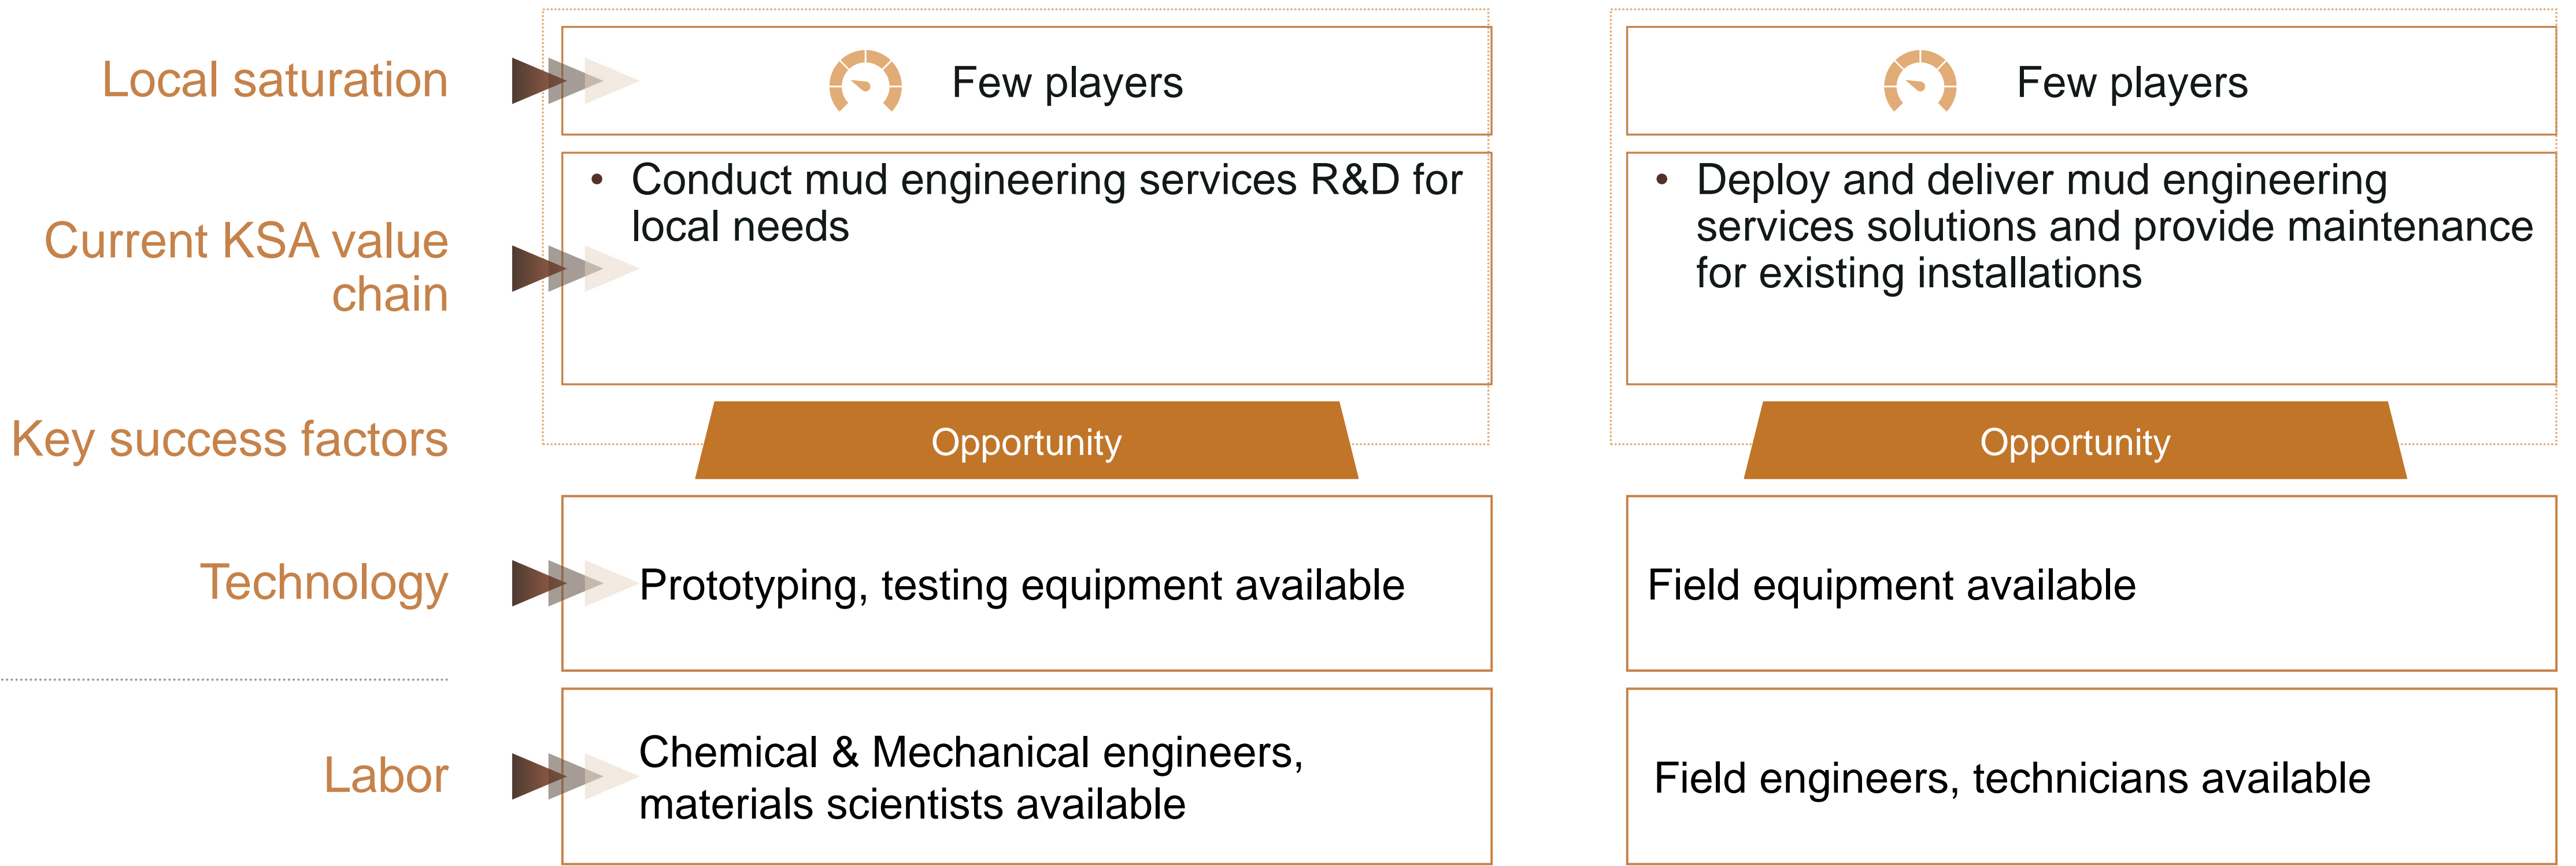 Local saturation
Few players
Few players
Current KSA value
chain
• Conduct mud engineering services R&D for
local needs
• Deploy and deliver mud engineering
services solutions and provide maintenance
for existing installations
Key success factors
Opportunity
Opportunity
Technology
Prototyping, testing equipment available
Field equipment available
Labor
Chemical & Mechanical engineers,
materials scientists available
Field engineers, technicians available